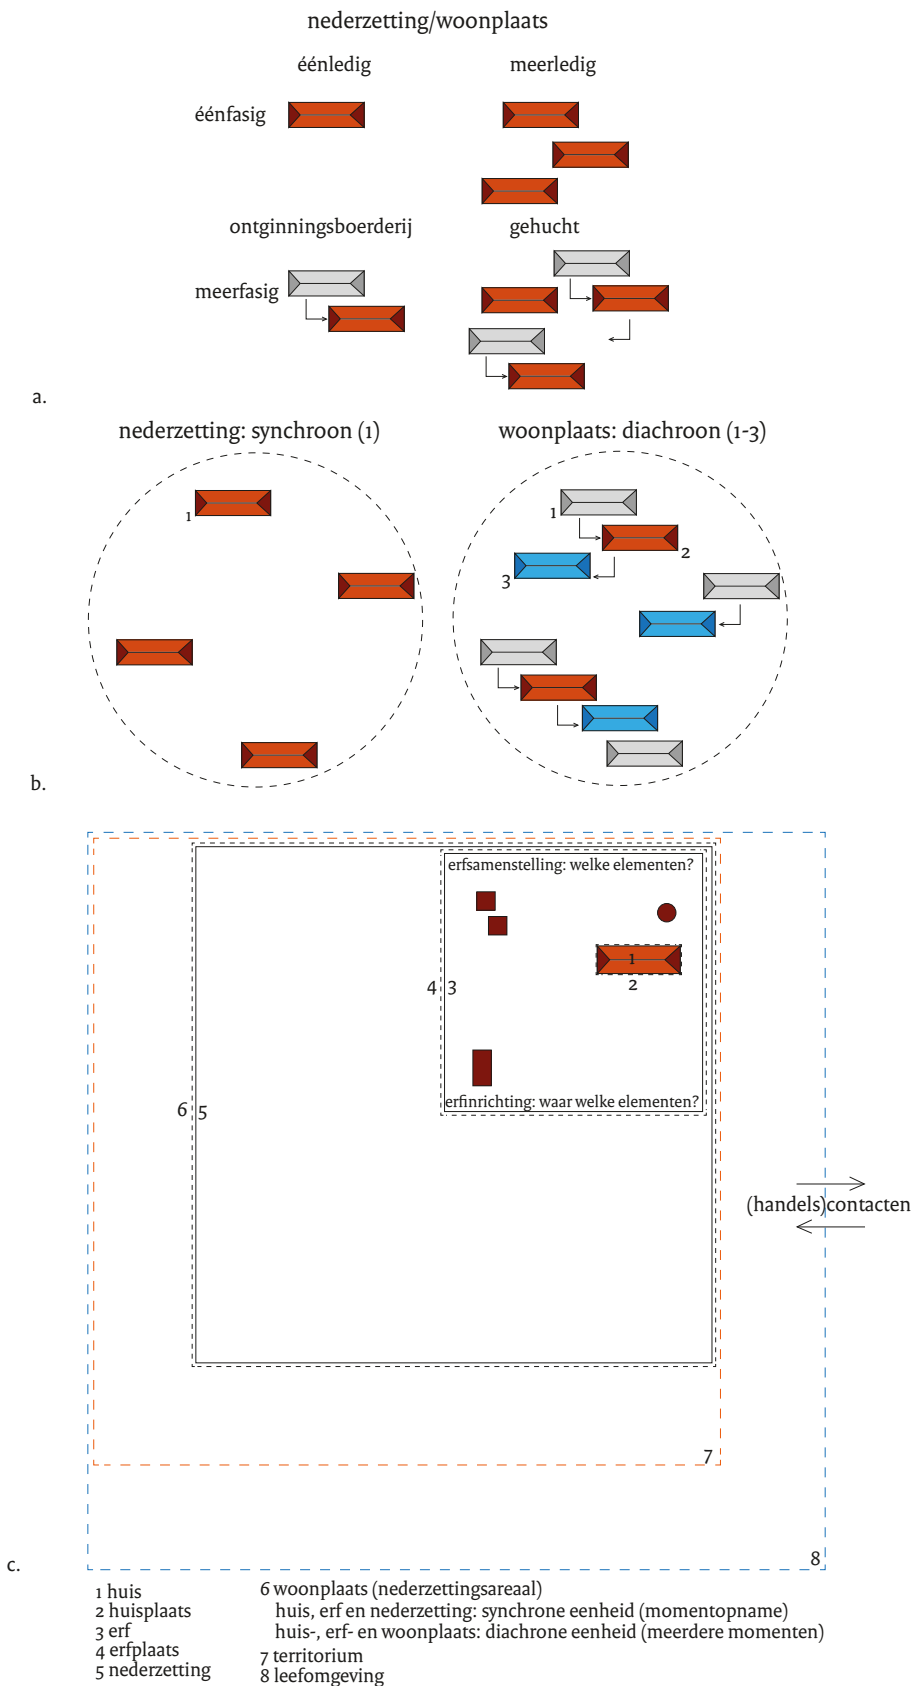 nederzetting/woonplaats
éénledig
meerledig
éénfasig
ontginningsboerderij
gehucht
meerfasig
a.
nederzetting: synchroon (1)
woonplaats: diachroon (1-3)
1
1
2
3
b.
erfsamenstelling: welke elementen?
1
2
4
3
erfinrichting: waar welke elementen?
6
5
(handels)contacten
7
8
c.
1 huis
2 huisplaats
3 erf
4 erfplaats
5 nederzetting
6 woonplaats (nederzettingsareaal)
huis, erf en nederzetting: synchrone eenheid (momentopname)
huis-, erf- en woonplaats: diachrone eenheid (meerdere momenten)
7 territorium
8 leefomgeving